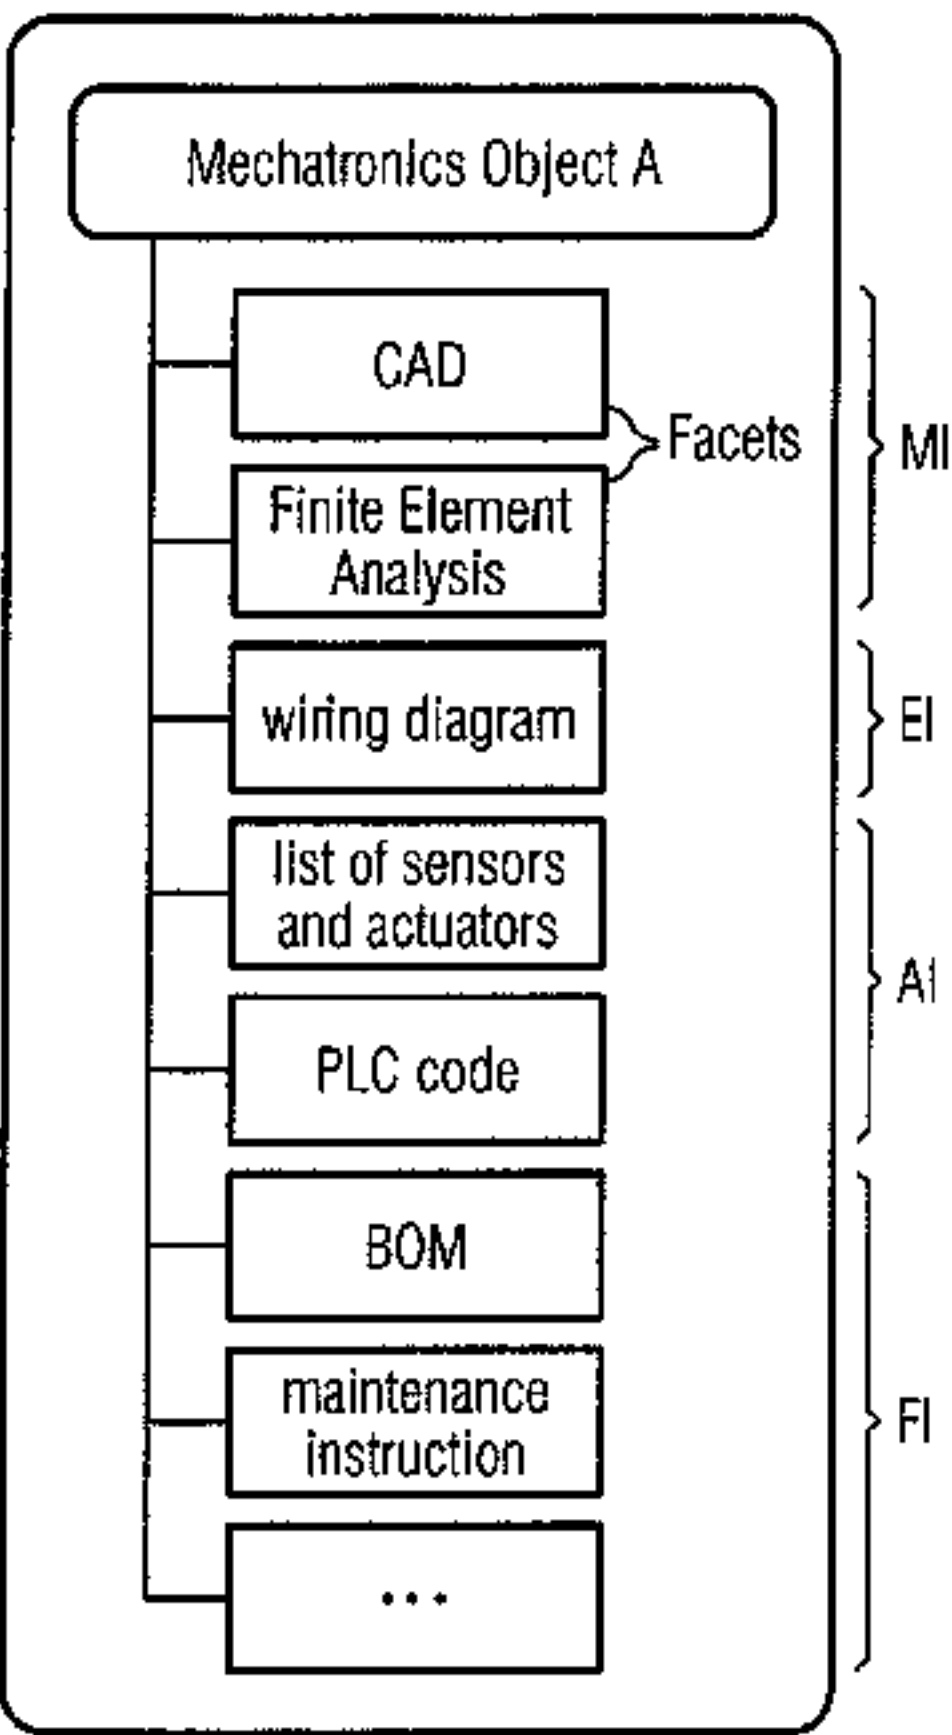 Mechatronics Object A
CAD
Facets
MI
Finite Element
Analysis
wiring diagram
EI
list of sensors
and actuators
AI
PLC code
BOM
maintenance
instruction
FI
...